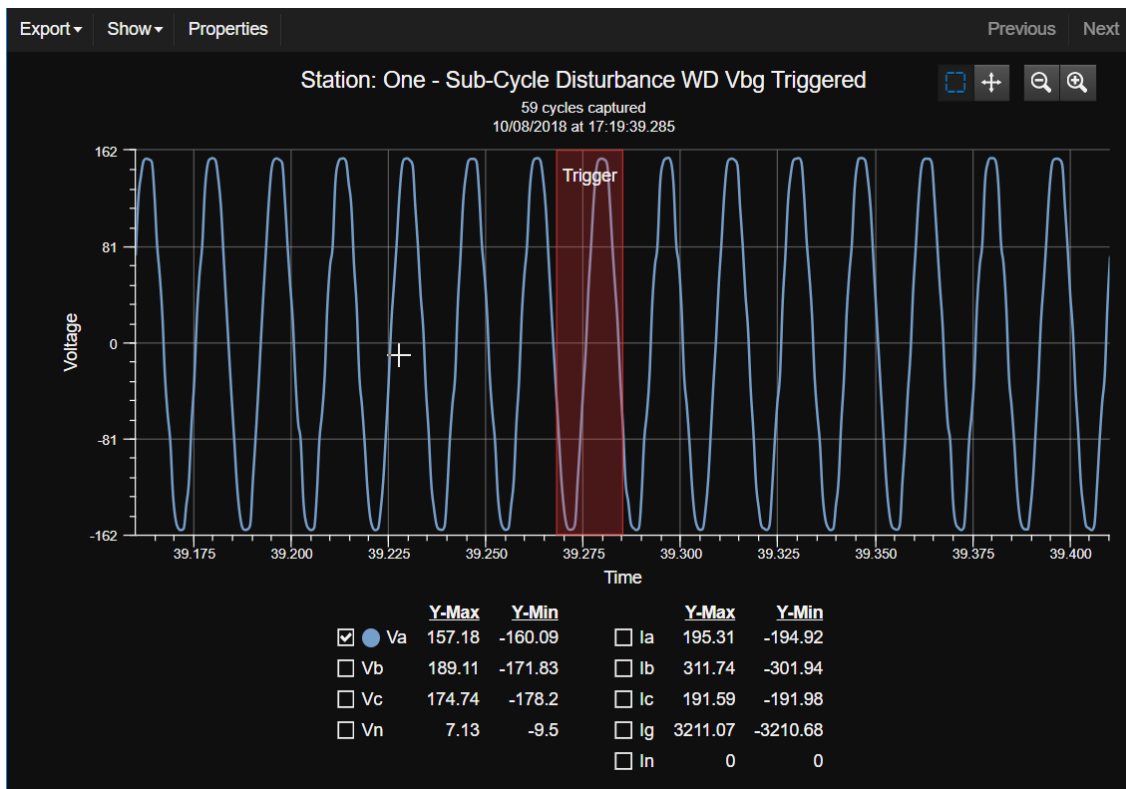 Export Show Properties Previous Next
Station: One - Sub-Cycle Disturbance WD Vbg Triggered
59 cycles captured
10/08/2018 at 17:19:39.285
162
Trigger
81
Voltage
0
-81
-162
39.175 39.200 39.225 39.250 39.275 39.300 39.325 39.350 39.375 39.400
Time
Y-Max Y-Min Y-Max Y-Min
Va 157.18 -160.09 Ia 195.31 -194.92
Vb 189.11 -171.83 Ib 311.74 -301.94
Vc 174.74 -178.2 Ic 191.59 -191.98
Vn 7.13 -9.5 Ig 3211.07 -3210.68
In 0 0